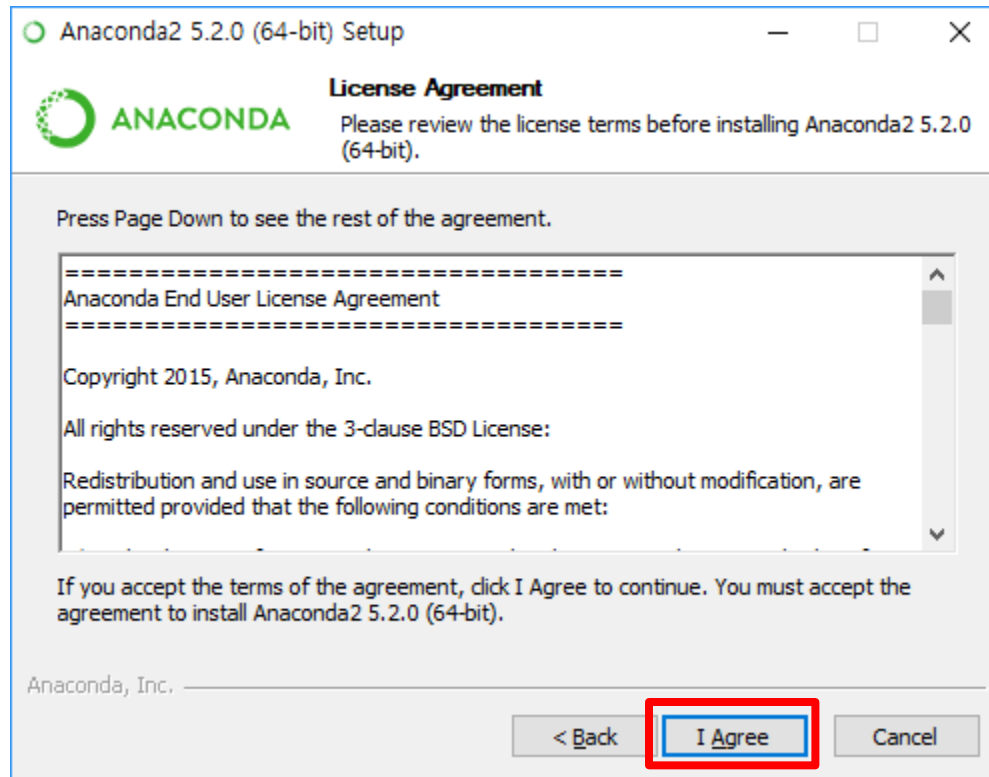 Anaconda2 5.2.0 (64-bit) Setup
ANACONDA
License Agreement
Please review the license terms before installing Anaconda2 5.2.0
(64-bit).
Press Page Down to see the rest of the agreement.
===================================
Anaconda End User License Agreement
===================================
Copyright 2015, Anaconda, Inc.
All rights reserved under the 3-clause BSD License:
Redistribution and use in source and binary forms, with or without modification, are
permitted provided that the following conditions are met:
If you accept the terms of the agreement, click I Agree to continue. You must accept the
agreement to install Anaconda2 5.2.0 (64-bit).
Anaconda, Inc.
< Back
I Agree
Cancel